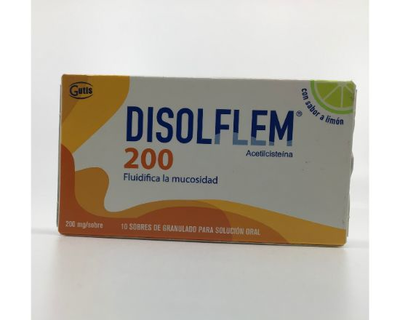 Gutis
con sabor a limón
DISOLFLEM®
Acetilcisteína
200
Fluidifica la mucosidad
200 mg/sobre
10 SOBRES DE GRANULADO PARA SOLUCIÓN ORAL